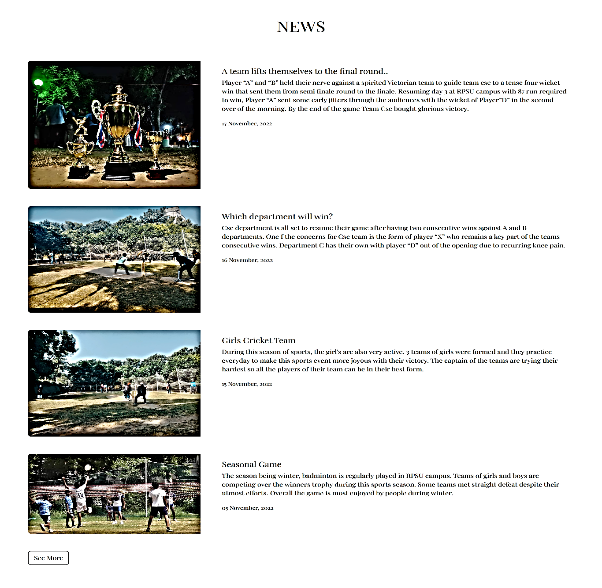 NEWS
A team lifts themselves to the final round..
Player "A" and "B" held their nerve against a spirited Victorian team to guide team cse to a tense four wicket
win that sent them from semi finale round to the finale. Resuming day 3 at RPSU campus with 87 run required
to win, Player "A" sent some early jitters through the audiences with the wicket of Player"D" in the second
over of the morning. By the end of the game Team Cse bought glorious victory.
17 November, 2022
Which department will win?
Cse department is all set to resume their game after having two consecutive wins against A and B
departments. One f the concerns for Cse team is the form of player "X" who remains a key part of the teams
consecutive wins. Department C has their own with player "D" out of the opening due to recurring knee pain.
16 November, 2022
Girls Cricket Team
During this season of sports, the girl's are also very active. 3 teams of girls were formed and they practice
everyday to make this sports event more joyous with their victory. The captain of the teams are trying their
hardest so all the players of their team can be in their best form.
15 November, 2022
Seasonal Game
The season being winter, badminton is regularly played in RPSU campus. Teams of girls and boys are
competing over the winners trophy during this sports season. Some teams met straight defeat despite their
utmost efforts. Overall the game is most enjoyed by people during winter.
05 November, 2022
See More